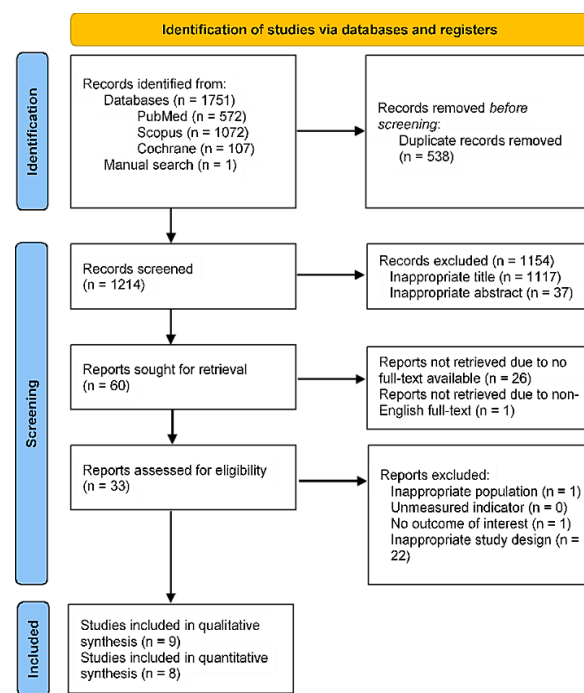 Identification of studies via databases and registers
Identification
Records identified from:
Databases (n = 1751)
PubMed (n = 572)
Scopus (n = 1072)
Cochrane (n = 107)
Manual search (n = 1)
Records removed before
screening:
Duplicate records removed
(n = 538)
Screening
Records screened
(n = 1214)
Records excluded (n = 1154)
Inappropriate title (n = 1117)
Inappropriate abstract (n = 37)
Reports sought for retrieval
(n = 60)
Reports not retrieved due to no
full-text available (n = 26)
Reports not retrieved due to non-
English full-text (n = 1)
Reports assessed for eligibility
(n = 33)
Reports excluded:
Inappropriate population (n = 1)
Unmeasured indicator (n = 0)
No outcome of interest (n = 1)
Inappropriate study design (n =
22)
Included
Studies included in qualitative
synthesis (n = 9)
Studies included in quantitative
synthesis (n = 8)